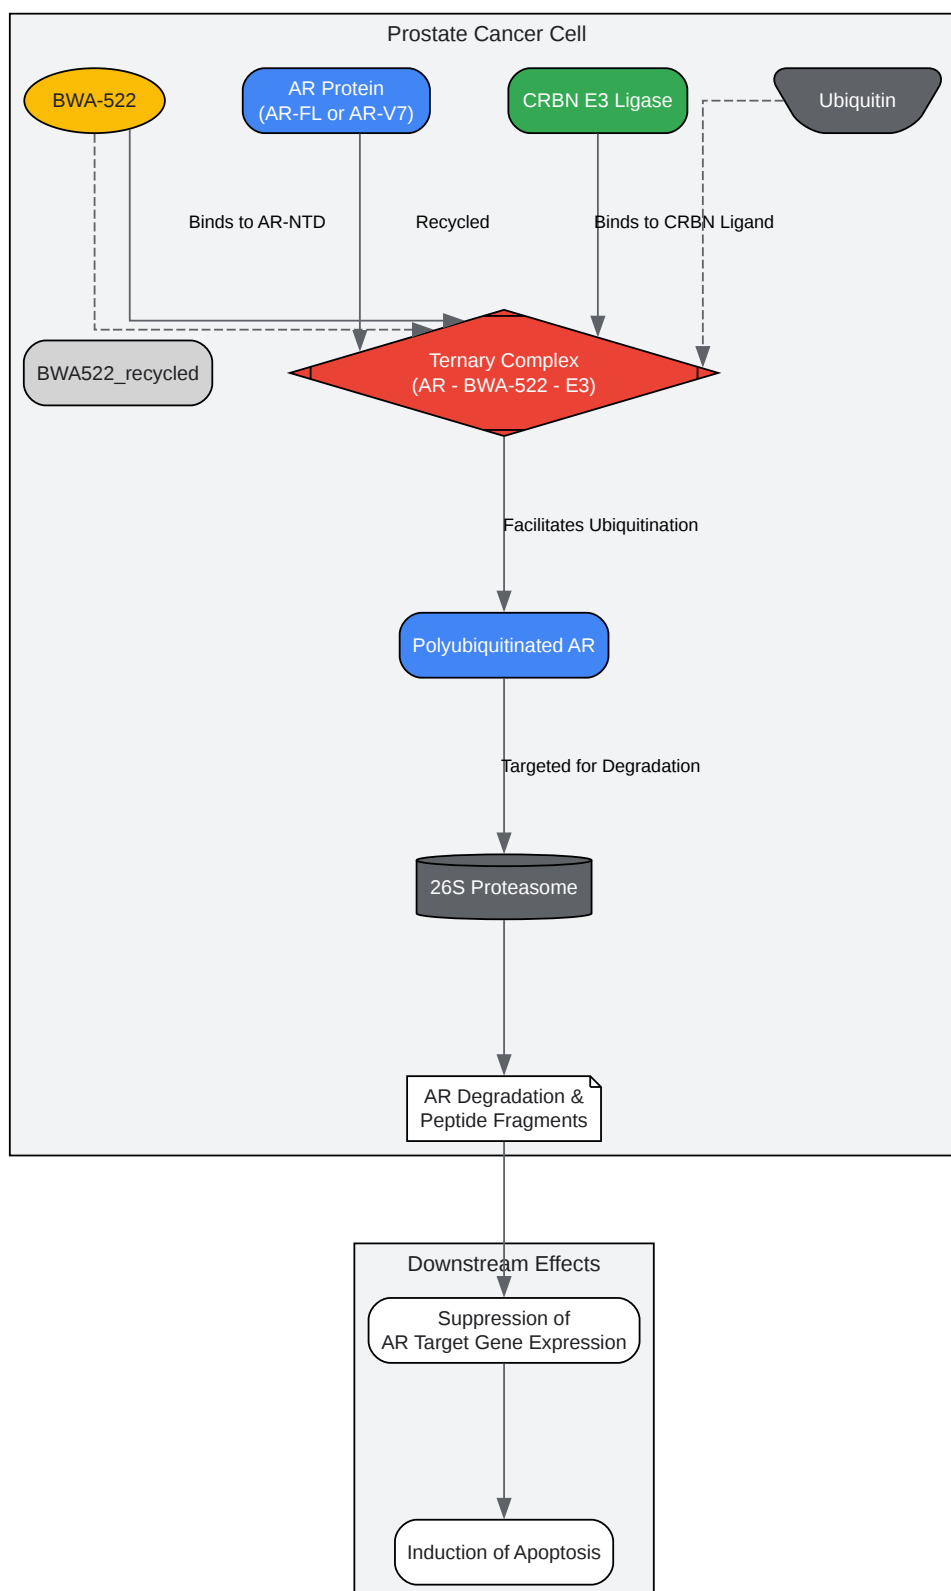 Prostate Cancer Cell
BWA-522
AR Protein
(AR-FL or AR-V7)
CRBN E3 Ligase
Ubiquitin
Binds to AR-NTD
Recycled
Binds to CRBN Ligand
BWA522_recycled
Ternary Complex
(AR - BWA-522 - E3)
Facilitates Ubiquitination
Polyubiquitinated AR
Targeted for Degradation
26S Proteasome
AR Degradation &
Peptide Fragments
Downstream Effects
Suppression of
AR Target Gene Expression
Induction of Apoptosis